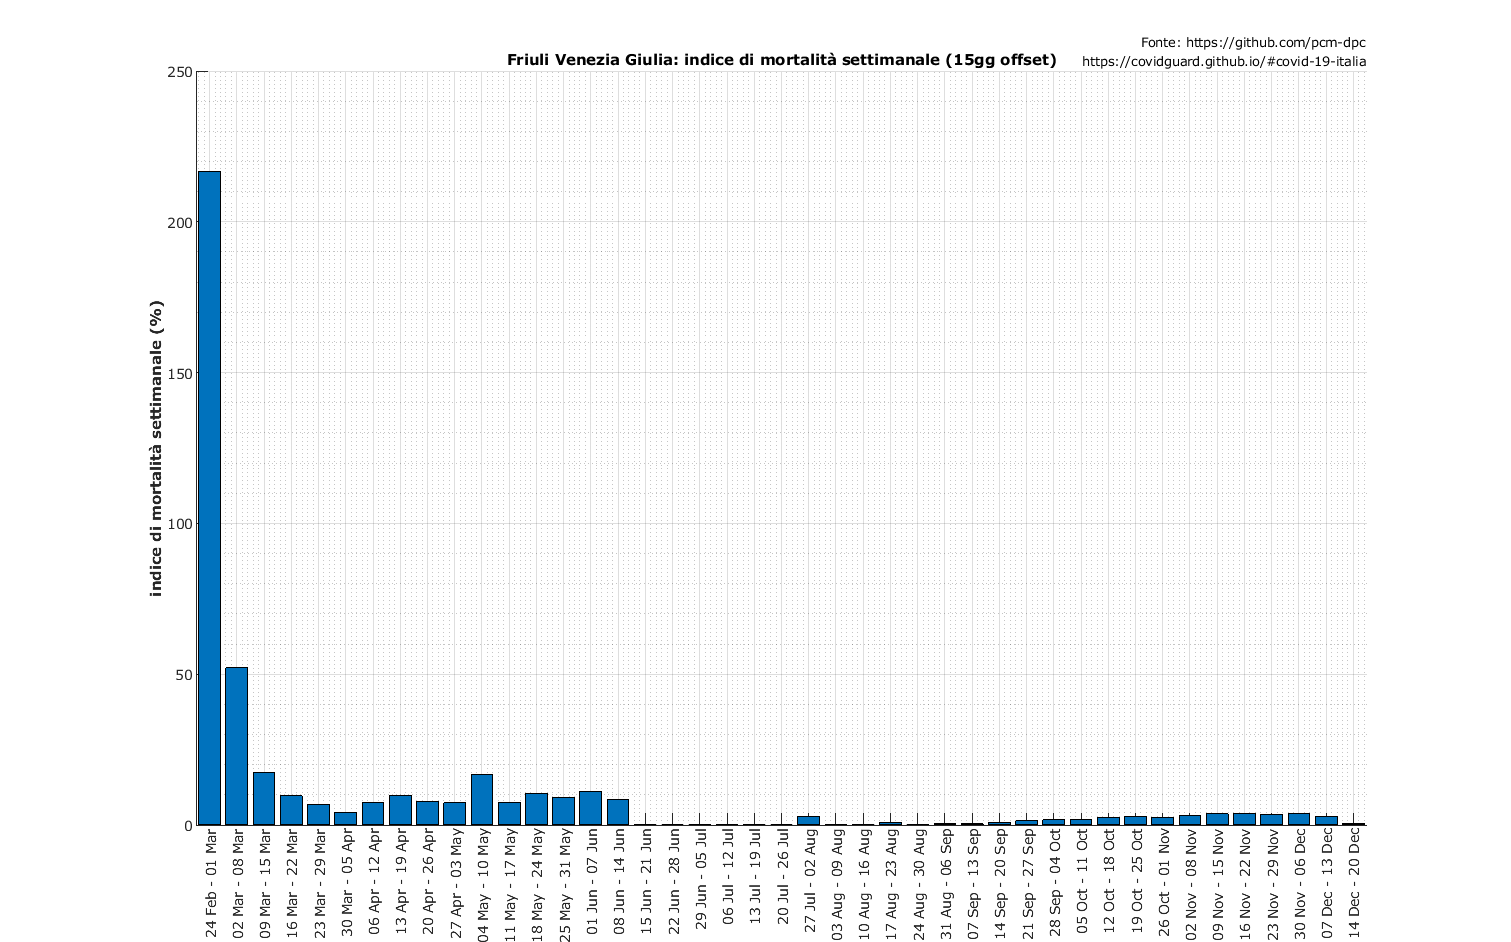 Fonte: https://github.com/pcm-dpc
Friuli Venezia Giulia: indice di mortalità settimanale (15gg offset)
https://covidguard.github.io/#covid-19-italia
indice di mortalità settimanale (%)
250
200
150
100
50
0
24 Feb - 01 Mar
02 Mar - 08 Mar
09 Mar - 15 Mar
16 Mar - 22 Mar
23 Mar - 29 Mar
30 Mar - 05 Apr
06 Apr - 12 Apr
13 Apr - 19 Apr
20 Apr - 26 Apr
27 Apr - 03 May
04 May - 10 May
11 May - 17 May
18 May - 24 May
25 May - 31 May
01 Jun - 07 Jun
08 Jun - 14 Jun
15 Jun - 21 Jun
22 Jun - 28 Jun
29 Jun - 05 Jul
06 Jul - 12 Jul
13 Jul - 19 Jul
20 Jul - 26 Jul
27 Jul - 02 Aug
03 Aug - 09 Aug
10 Aug - 16 Aug
17 Aug - 23 Aug
24 Aug - 30 Aug
31 Aug - 06 Sep
07 Sep - 13 Sep
14 Sep - 20 Sep
21 Sep - 27 Sep
28 Sep - 04 Oct
05 Oct - 11 Oct
12 Oct - 18 Oct
19 Oct - 25 Oct
26 Oct - 01 Nov
02 Nov - 08 Nov
09 Nov - 15 Nov
16 Nov - 22 Nov
23 Nov - 29 Nov
30 Nov - 06 Dec
07 Dec - 13 Dec
14 Dec - 20 Dec